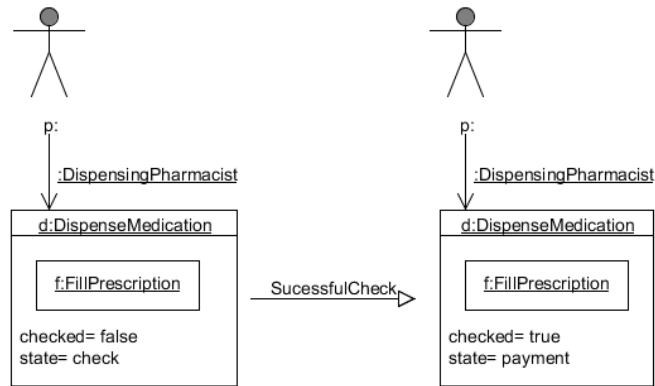 p:
:DispensingPharmacist
d:DispenseMedication
f:FillPrescription
checked= false
state= check
SucessfulCheck
p:
:DispensingPharmacist
d:DispenseMedication
f:FillPrescription
checked= true
state= payment